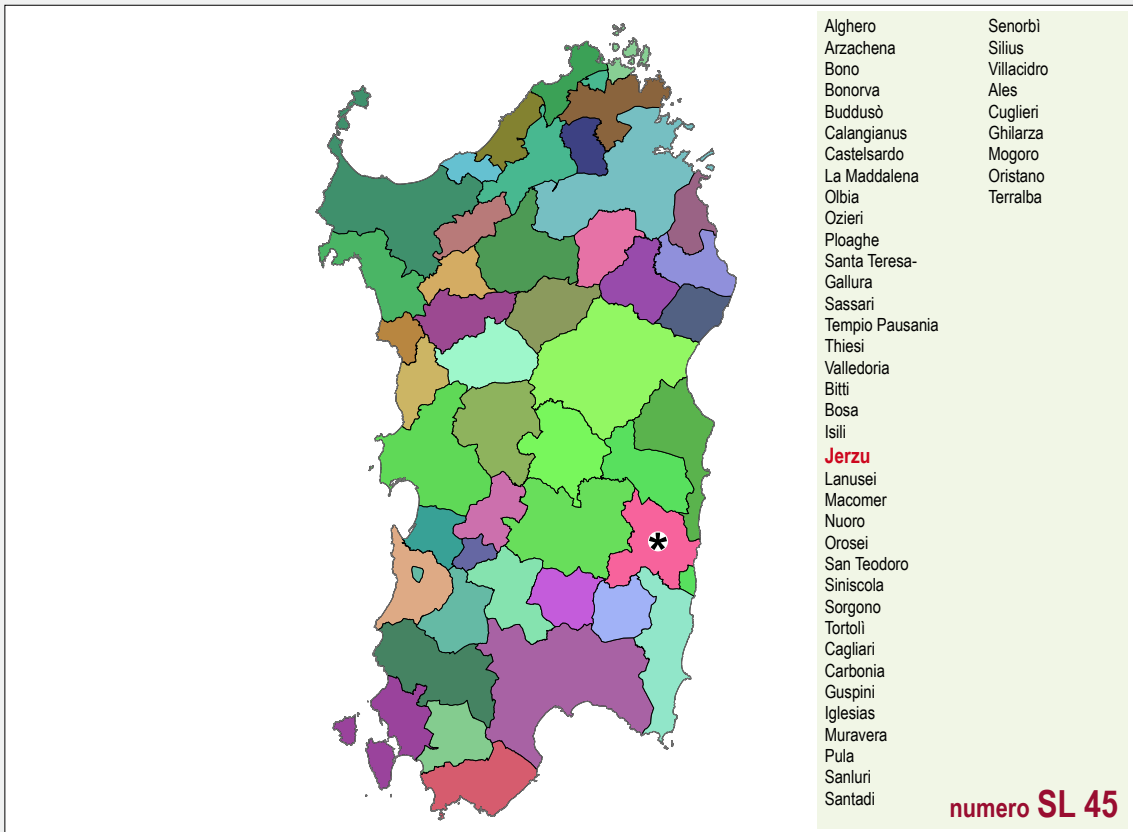 Alghero
Arzachena
Bono
Bonorva
Buddusò
Calangianus
Castelsardo
La Maddalena
Olbia
Ozieri
Ploaghe
Santa Teresa-
Gallura
Sassari
Tempio Pausania
Thiesi
Valledoria
Bitti
Bosa
Isili
Jerzu
Lanusei
Macomer
Nuoro
Orosei
San Teodoro
Siniscola
Sorgono
Tortolì
Cagliari
Carbonia
Guspini
Iglesias
Muravera
Pula
Sanluri
Santadi
Senorbì
Silius
Villacidro
Ales
Cuglieri
Ghilarza
Mogoro
Oristano
Terralba
*
numero SL 45